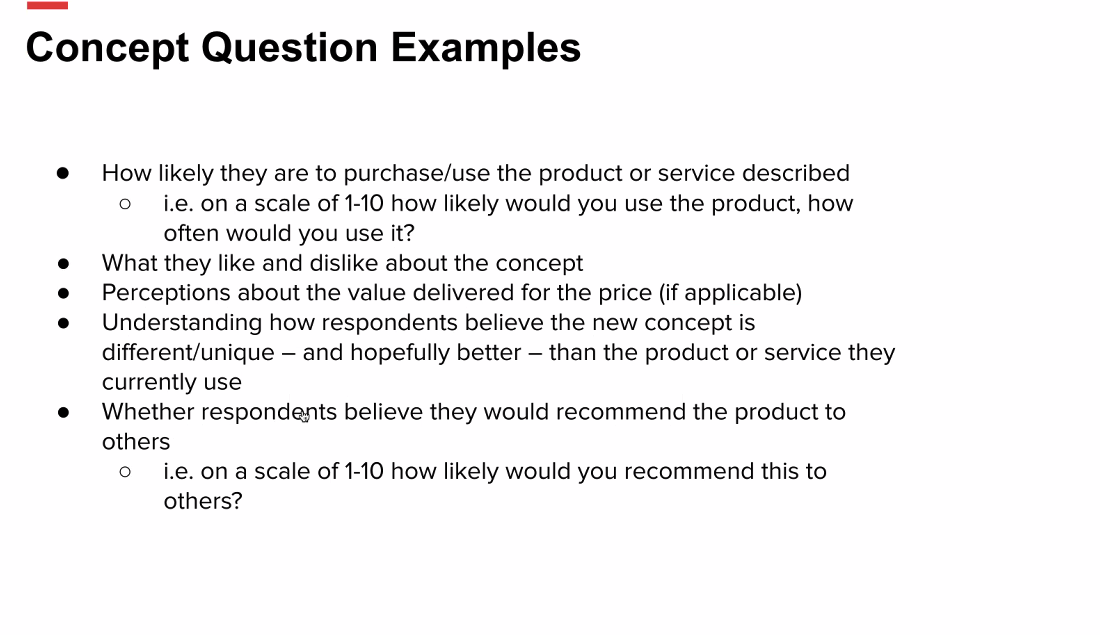 Concept Question Examples
● How likely they are to purchase/use the product or service described
○ i.e. on a scale of 1-10 how likely would you use the product, how
often would you use it?
● What they like and dislike about the concept
● Perceptions about the value delivered for the price (if applicable)
● Understanding how respondents believe the new concept is
different/unique – and hopefully better – than the product or service they
currently use
● Whether respondents believe they would recommend the product to
others
○ i.e. on a scale of 1-10 how likely would you recommend this to
others?